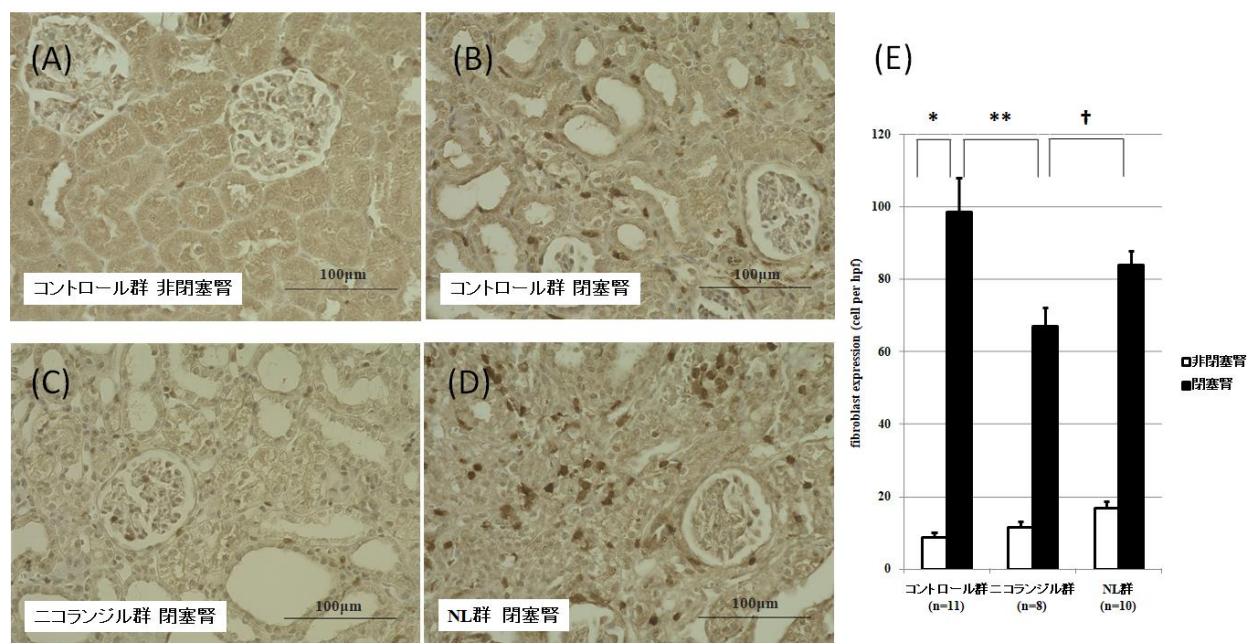 (A)
コントロール群 非閉塞腎
100μm
(B)
コントロール群 閉塞腎
100μm
(C)
ニコランジル群 閉塞腎
100μm
(D)
NL群 閉塞腎
100μm
(E)
* ** †
fibroblast expression (cell per hpf)
120
100
80
60
40
20
0
コントロール群 ニコランジル群 NL群
(n=11) (n=8) (n=10)
非閉塞腎
閉塞腎